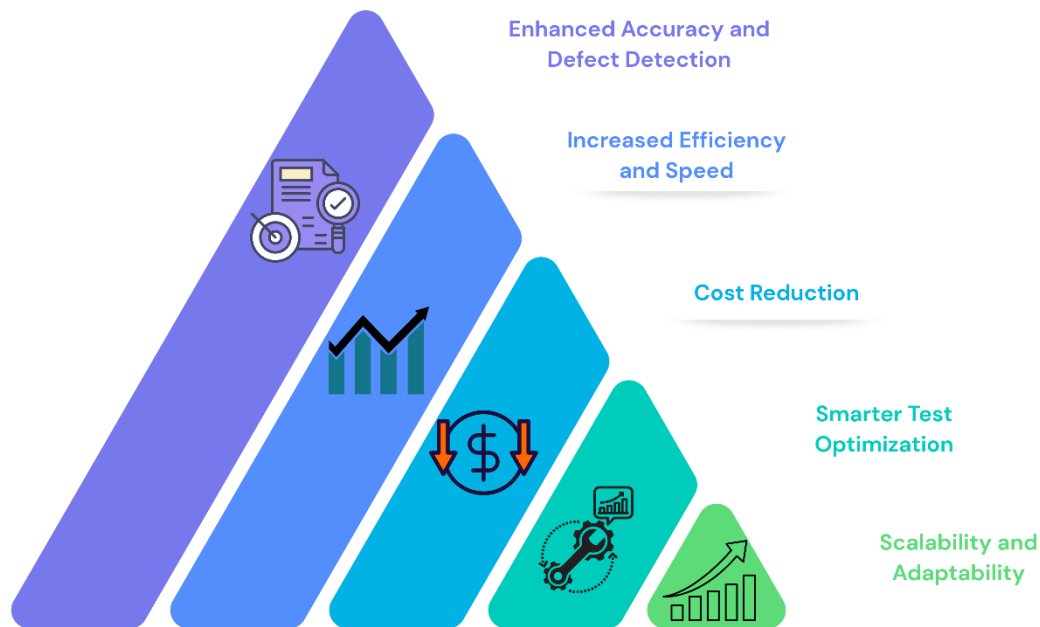 Enhanced Accuracy and
Defect Detection
Increased Efficiency
and Speed
Cost Reduction
$
Smarter Test
Optimization
Scalability and
Adaptability